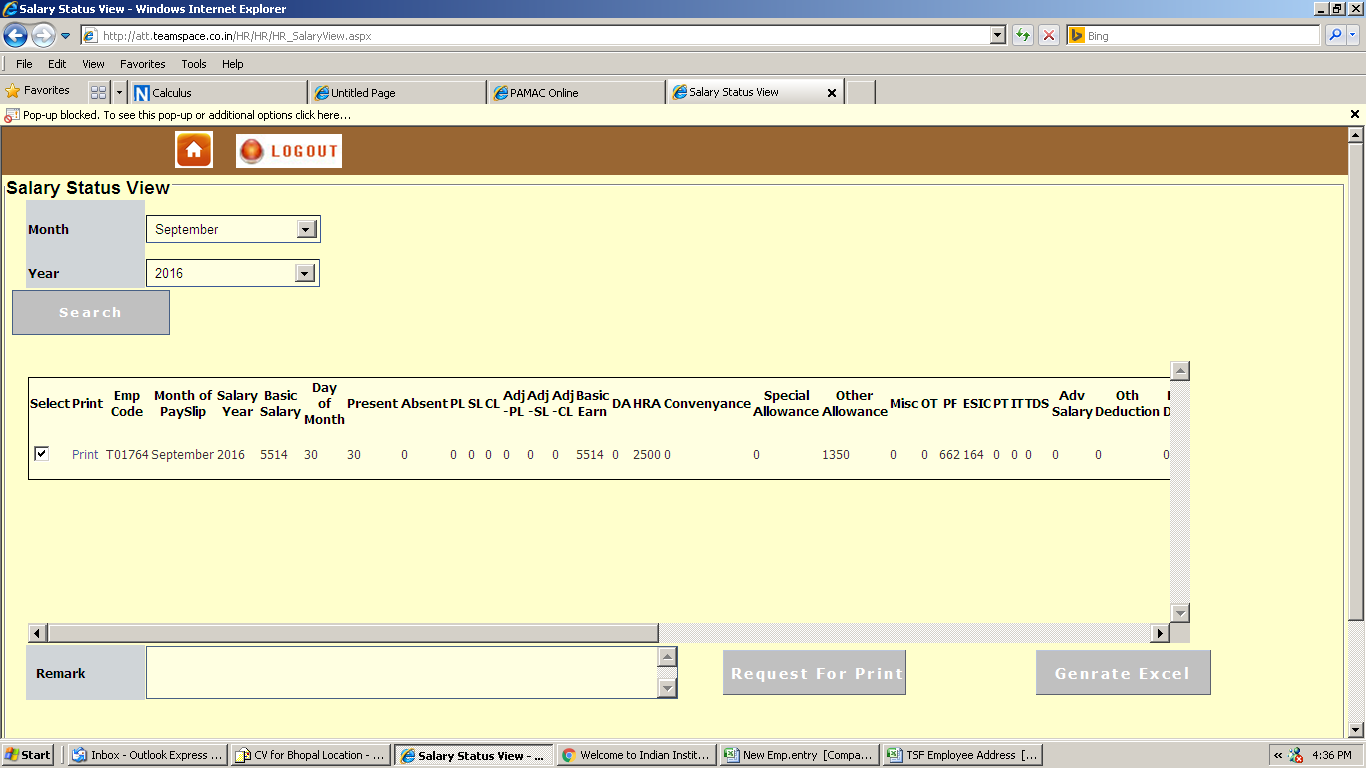 Salary Status View - Windows Internet Explorer
http://att.teamspace.co.in/HR/HR/HR_SalaryView.aspx
Bing
File Edit View Favorites Tools Help
Favorites Calculus Untitled Page PAMAC Online Salary Status View
Pop-up blocked. To see this pop-up or additional options click here...
LOGOUT
Salary Status View
Month September
Year 2016
Search
Select Print Emp Code Month of PaySlip Salary Year Basic Salary Day of Month Present Absent PL SL CL Adj -PL Adj -SL Adj -CL Basic Earn DA HRA Convenyance Special Allowance Other Allowance Misc OT PF ESIC PT IT TDS Adv Salary Oth Deduction
Print T01764 September 2016 5514 30 30 0 0 0 0 0 0 0 5514 0 2500 0 0 1350 0 0 662 164 0 0 0 0 0 0
Remark Request For Print Genrate Excel
Start Inbox - Outlook Express ... CV for Bhopal Location - ... Salary Status View - ... Welcome to Indian Instit... New Emp.entry [Compa... TSF Employee Address [... 4:36 PM